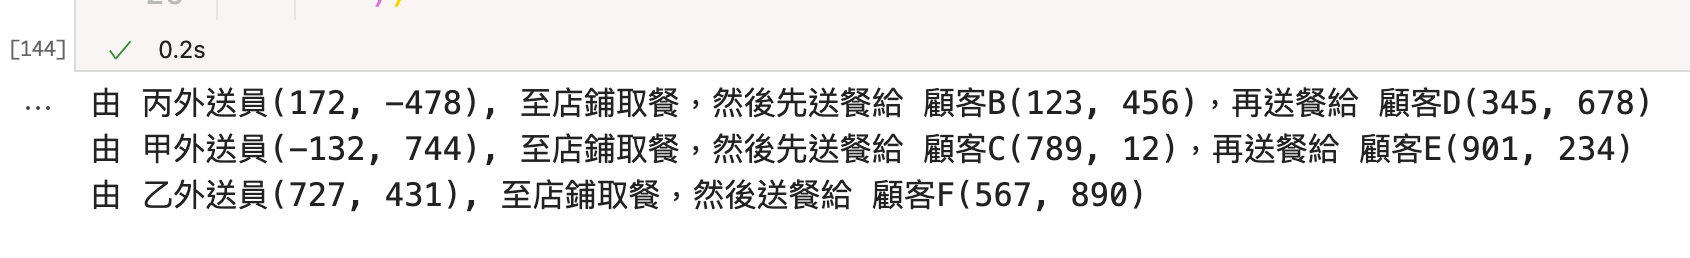 [144]
0.2s
由 丙外送員(172, -478), 至店鋪取餐，然後先送餐給 顧客B(123, 456)，再送餐給 顧客D(345, 678)
...
由 甲外送員(-132, 744), 至店鋪取餐，然後先送餐給 顧客C(789, 12)，再送餐給 顧客E(901, 234)
由 乙外送員(727, 431), 至店鋪取餐，然後送餐給 顧客F(567, 890)